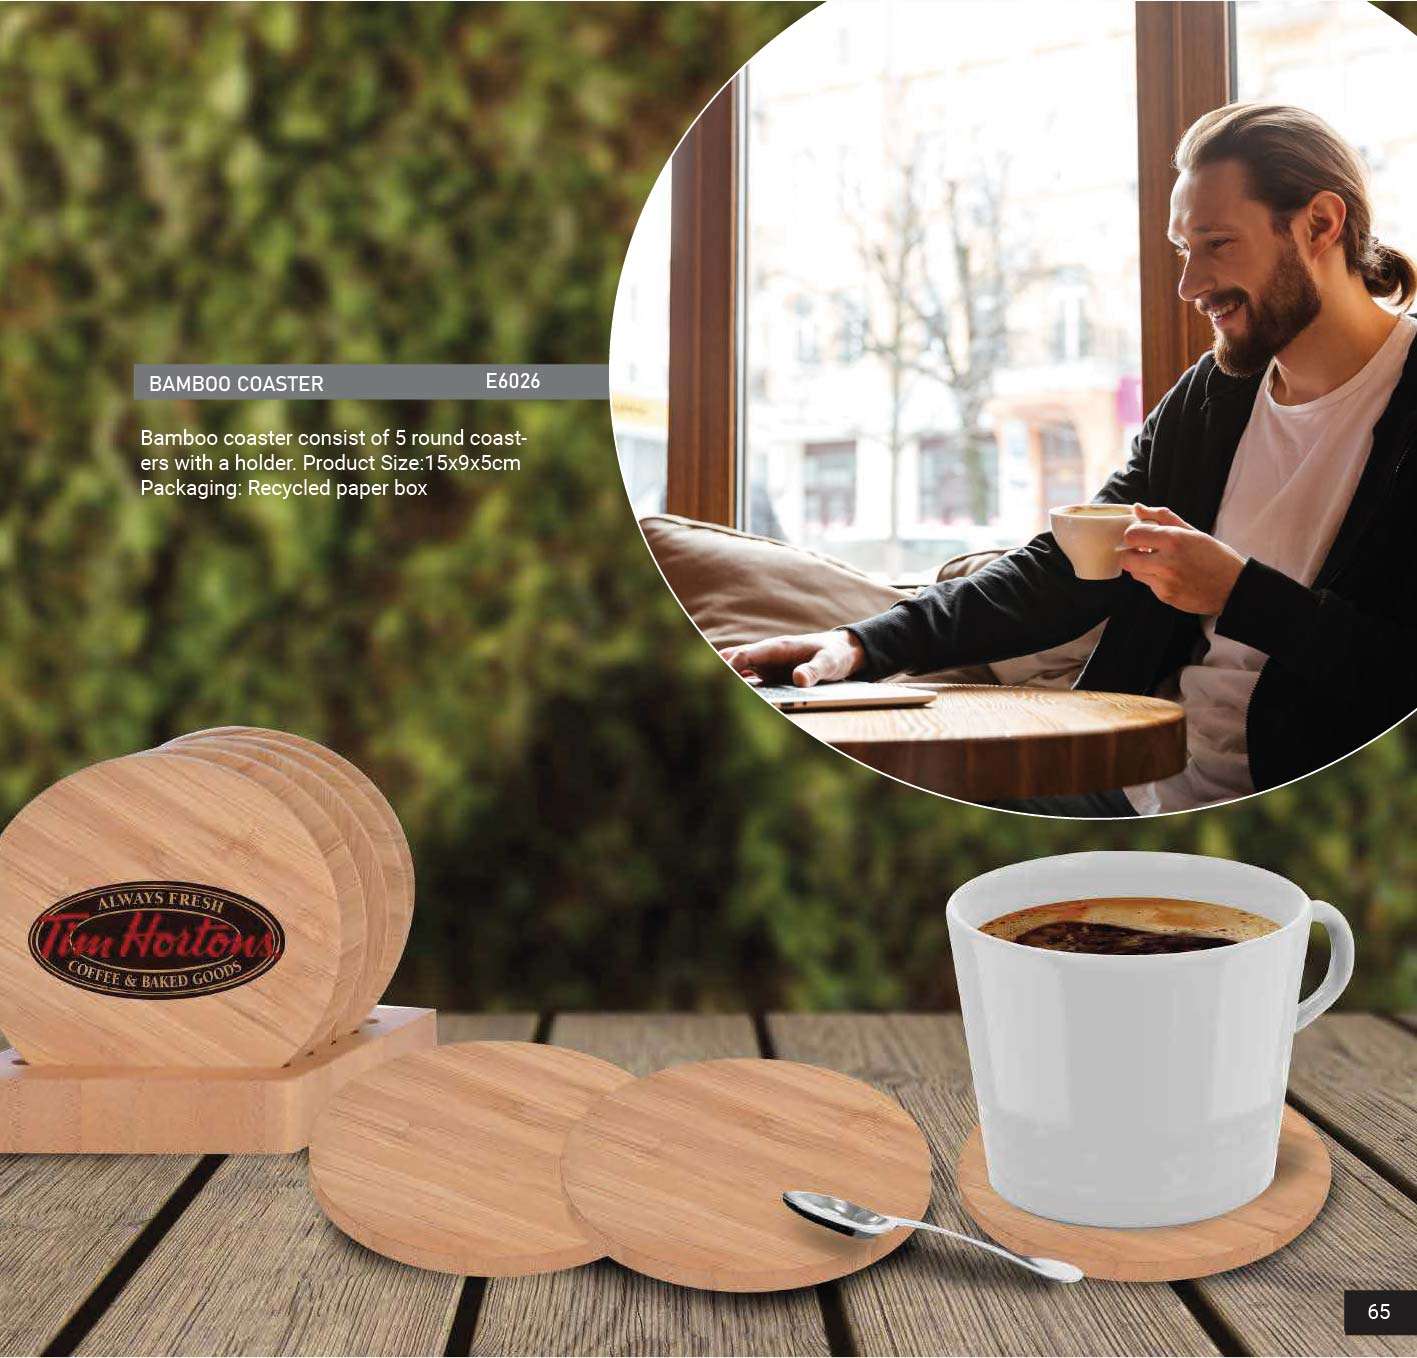 BAMBOO COASTER E6026
Bamboo coaster consist of 5 round coast-
ers with a holder. Product Size:15x9x5cm
Packaging: Recycled paper box
ALWAYS FRESH
Tim Hortons.
COFFEE & BAKED GOODS
65